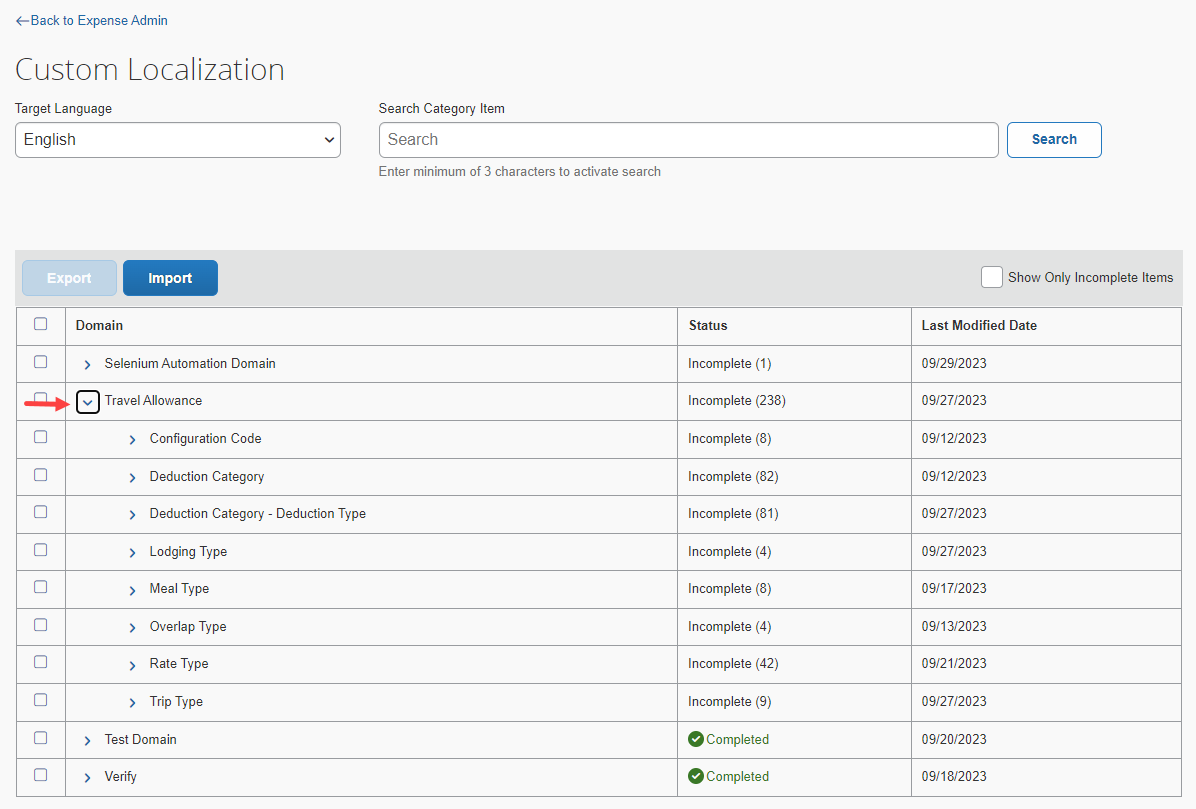 ←Back to Expense Admin
Custom Localization
Target Language
Search Category Item
English
Search
Search
Enter minimum of 3 characters to activate search
Export
Import
Show Only Incomplete Items
Domain Status Last Modified Date
Selenium Automation Domain Incomplete (1) 09/29/2023
Travel Allowance Incomplete (238) 09/27/2023
Configuration Code Incomplete (8) 09/12/2023
Deduction Category Incomplete (82) 09/12/2023
Deduction Category - Deduction Type Incomplete (81) 09/27/2023
Lodging Type Incomplete (4) 09/27/2023
Meal Type Incomplete (8) 09/17/2023
Overlap Type Incomplete (4) 09/13/2023
Rate Type Incomplete (42) 09/21/2023
Trip Type Incomplete (9) 09/27/2023
Test Domain Completed 09/20/2023
Verify Completed 09/18/2023